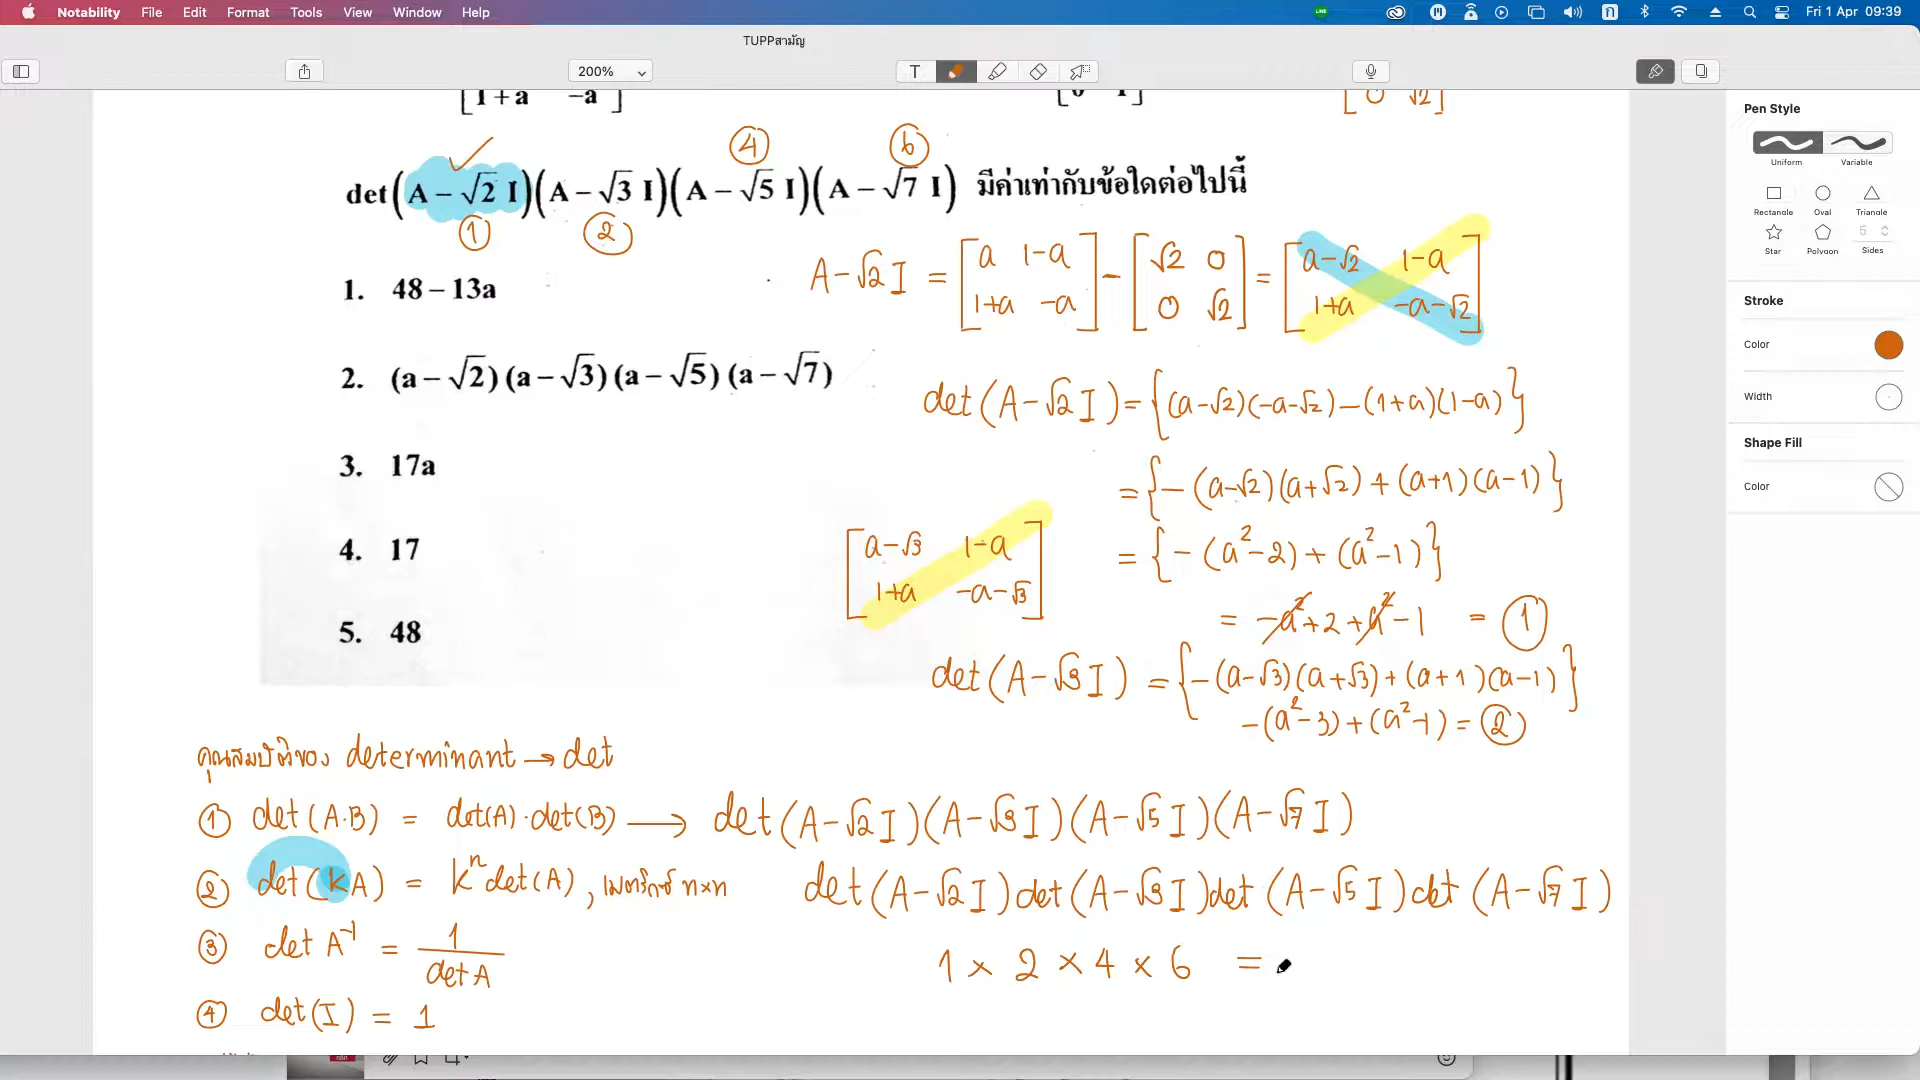 Notability File Edit Format Tools View Window Help Fri 1 Apr 09:39
TUPPสามัญ
200% T
Pen Style
Uniform Variable
Rectangle Oval Triangle
Star Polygon Sides
5
Stroke
Color
Width
Shape Fill
Color
[1+a -a]
[0 1]
[0 √2]
④ ⑥
det(A − √2 I)(A − √3 I)(A − √5 I)(A − √7 I) มีค่าเท่ากับข้อใดต่อไปนี้
① ②
1. 48 – 13a
2. (a − √2)(a − √3)(a − √5)(a − √7)
3. 17a
4. 17
5. 48
A-√2 I = [a 1-a] - [√2 0] = [a-√2 1-a]
[1+a -a] [0 √2] [1+a -a-√2]
det(A-√2 I) = {(a-√2)(-a-√2)-(1+a)(1-a)}
= {-(a-√2)(a+√2)+(a+1)(a-1)}
= {-(a²-2)+(a²-1)}
= -a²+2+a²-1 = ①
[a-√3 1-a]
[1+a -a-√3]
det(A-√3 I) = {-(a-√3)(a+√3)+(a+1)(a-1)}
-(a²-3)+(a²-1) = ②
คุณสมบัติของ determinant → det
① det(A·B) = det(A)·det(B) → det(A-√2 I)(A-√3 I)(A-√5 I)(A-√7 I)
② det(kA) = kⁿdet(A), เมตริกซ์ n×n
det(A-√2 I)det(A-√3 I)det(A-√5 I)det(A-√7 I)
③ det A⁻¹ = 1/det A
1 × 2 × 4 × 6 =
④ det(I) = 1